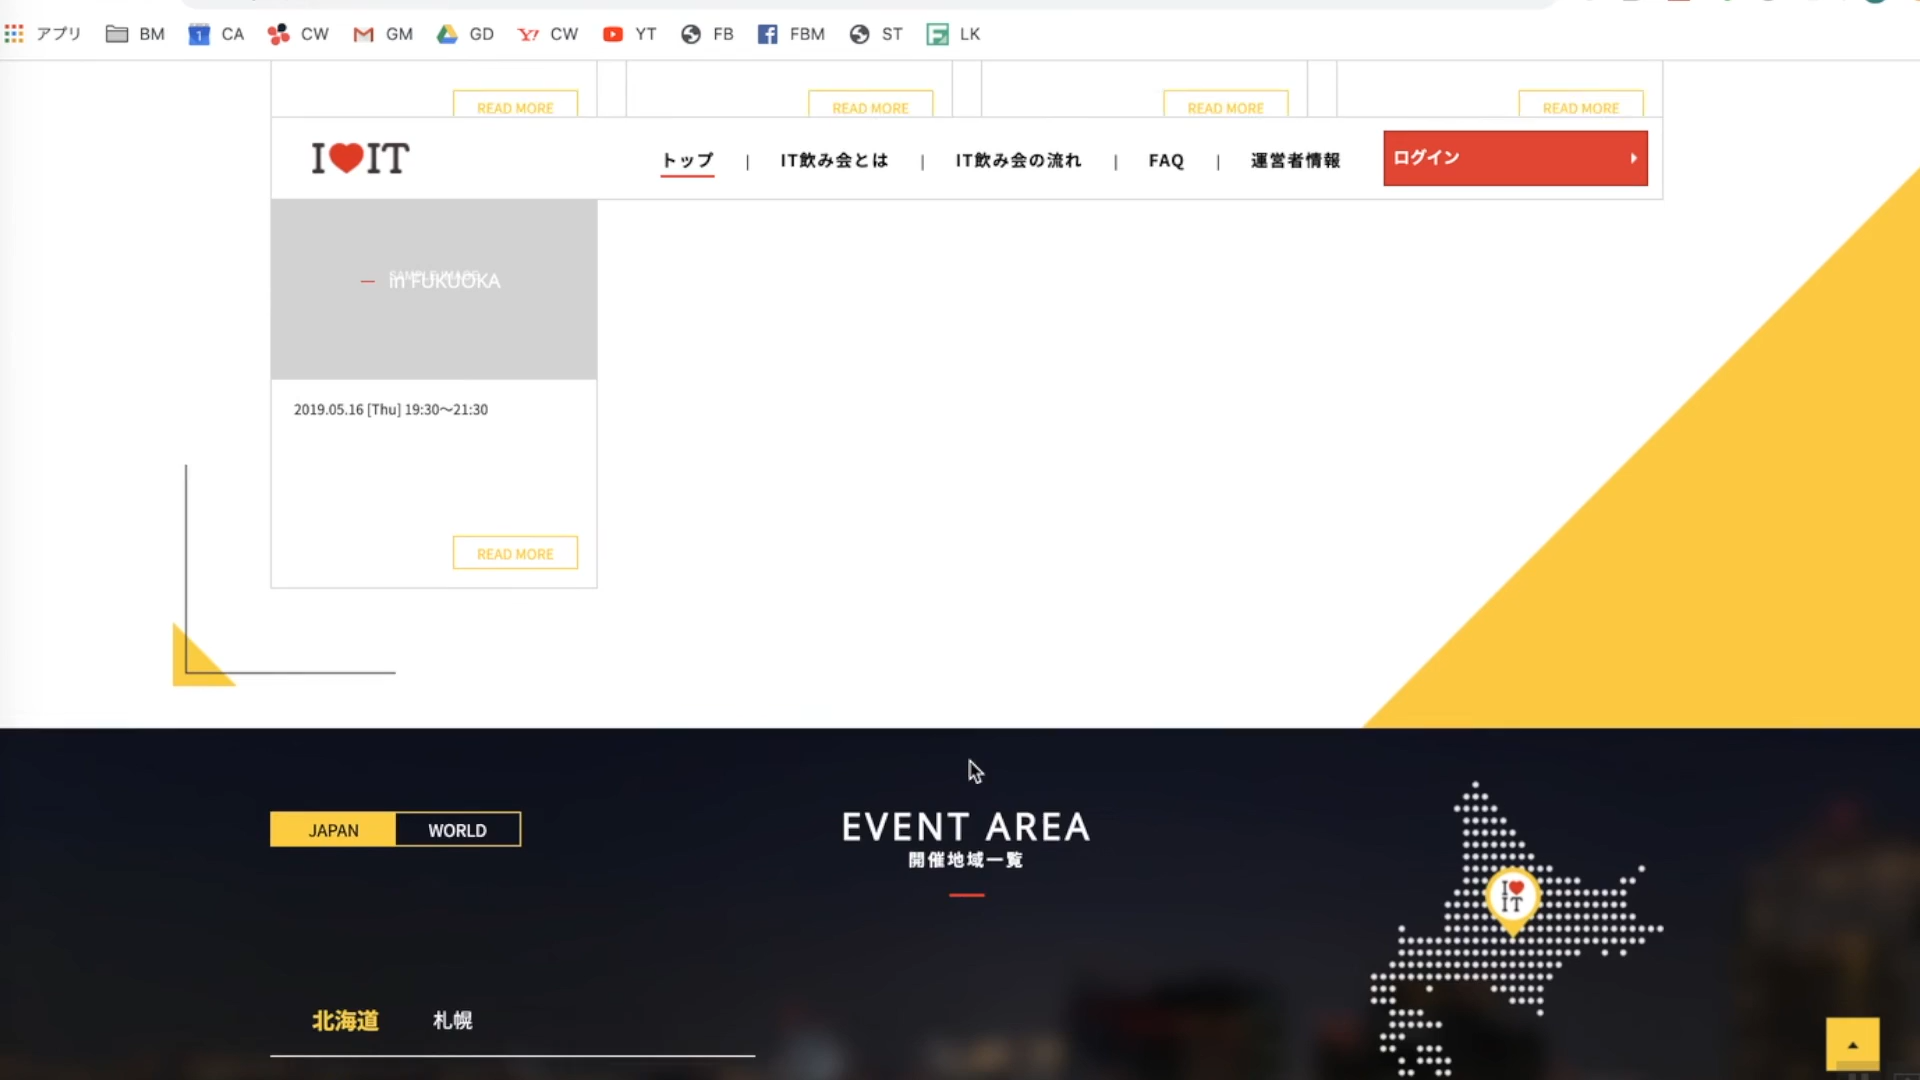 アプリ BM CA CW GM GD CW YT FB FBM ST LK
READ MORE READ MORE READ MORE READ MORE
I IT トップ | IT飲み会とは | IT飲み会の流れ | FAQ | 運営者情報 ログイン
SAMPLE IMAGE
in FUKUOKA
2019.05.16 [Thu] 19:30〜21:30
READ MORE
JAPAN WORLD
EVENT AREA
開催地域一覧
I
IT
北海道 札幌